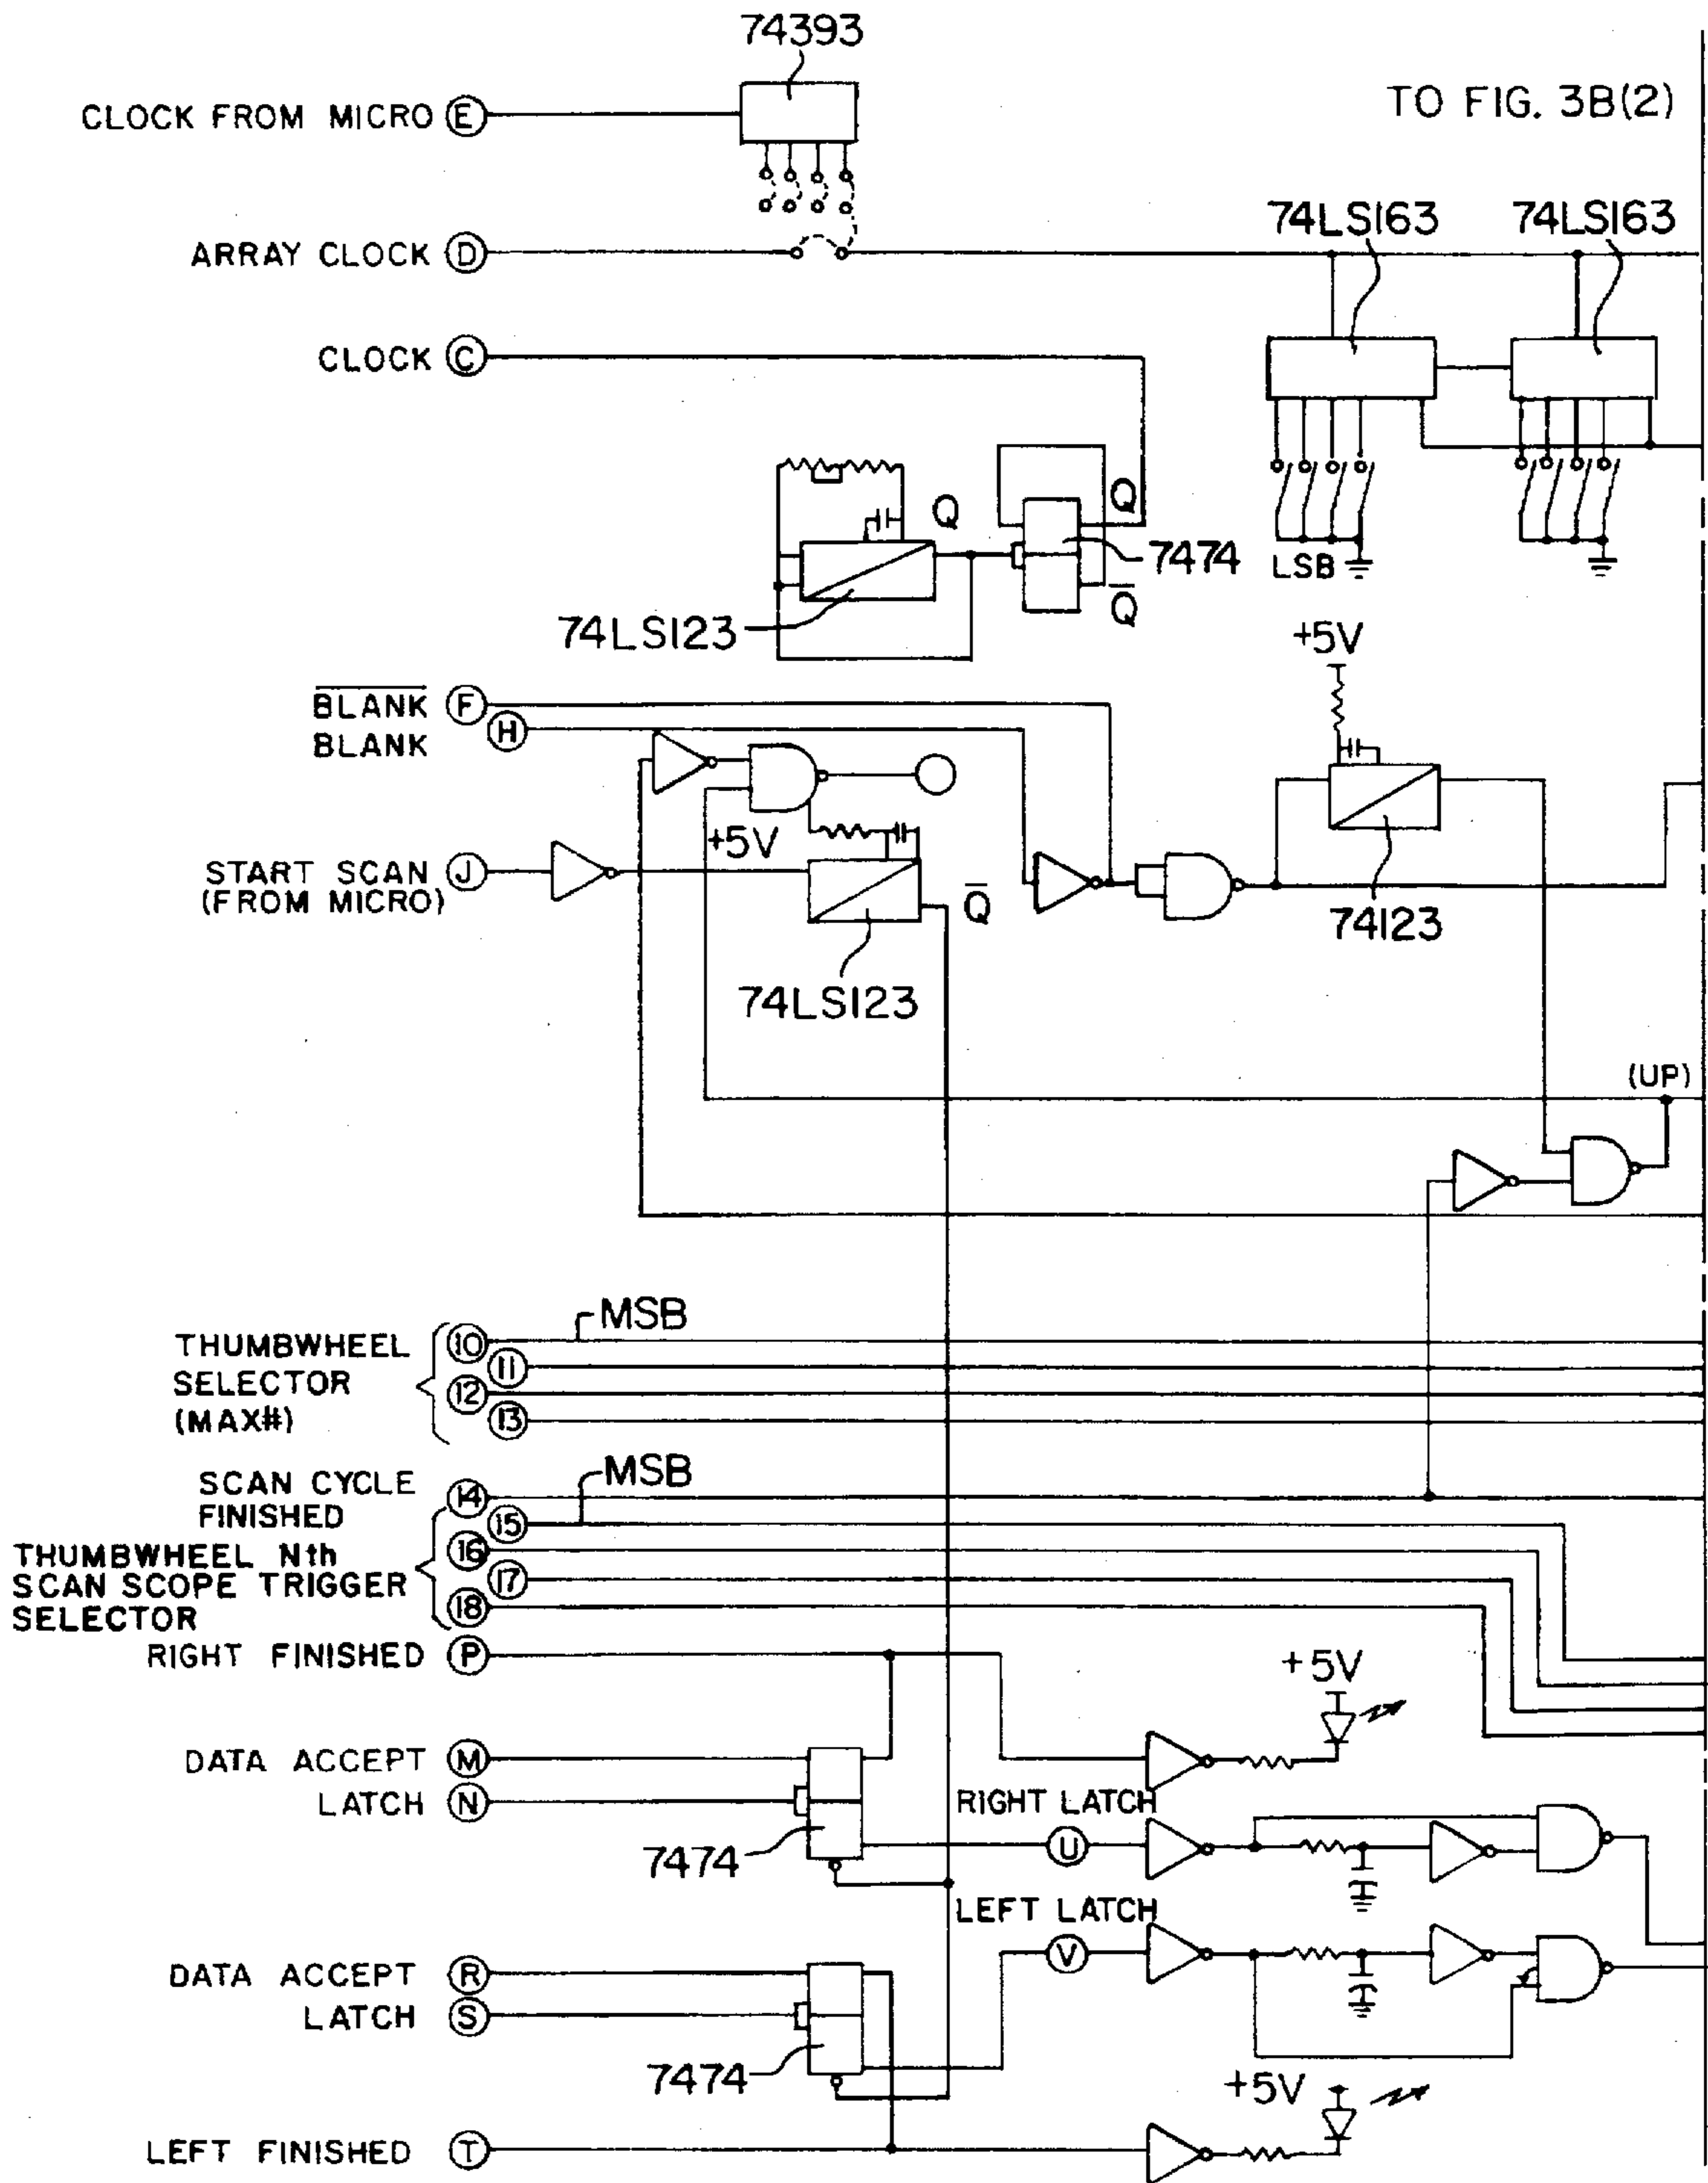 74393
CLOCK FROM MICRO E
TO FIG. 3B(2)
ARRAY CLOCK D
74LS163 74LS163
CLOCK C
Q Q
7474
LSB
Q̅
74LS123
+5V
B̅L̅A̅N̅K̅ F
BLANK H
+5V
START SCAN J
(FROM MICRO)
Q̅
74123
74LS123
(UP)
MSB
THUMBWHEEL
SELECTOR
(MAX#)
10
11
12
13
MSB
SCAN CYCLE
FINISHED
14
15
16
17
18
THUMBWHEEL Nth
SCAN SCOPE TRIGGER
SELECTOR
RIGHT FINISHED P
+5V
DATA ACCEPT M
LATCH N
RIGHT LATCH
U
7474
LEFT LATCH
V
DATA ACCEPT R
LATCH S
7474
+5V
LEFT FINISHED T